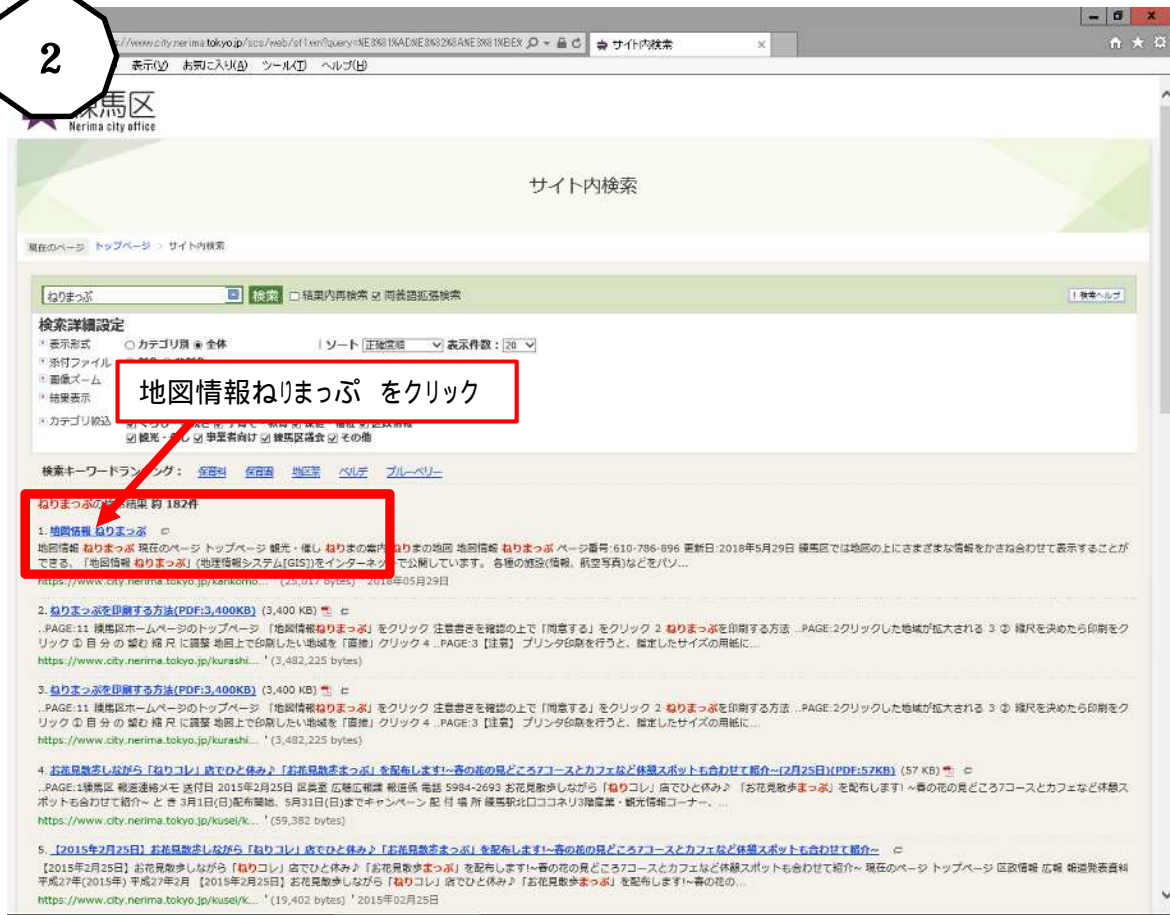 2
サイト内検索
表示(V) お気に入り(A) ツール(T) ヘルプ(H)
馬区
Nerima city office
サイト内検索
現在のページ トップページ > サイト内検索
ねりまっぷ 検索 結果内再検索 同義語拡張検索 ! 検索ヘルプ
検索詳細設定
表示形式 カテゴリ別 全体 ソート 正確度順 表示件数: 20
添付ファイル
画像ズーム
結果表示
地図情報ねりまっぷ をクリック
カテゴリ絞込
事業者向け 練馬区議会 その他
検索キーワードランキング: 保育料 保育園 地区業 ベルデ ブルーベリー
ねりまっぷの 結果 約 182件
1. 地図情報 ねりまっぷ
地図情報 ねりまっぷ 現在のページ トップページ 観光・催し ねりまの案内 ねりまの地図 地図情報 ねりまっぷ ページ番号:610-786-896 更新日:2018年5月29日 練馬区では地図の上にさまざまな情報をかさね合わせて表示することが
できる、「地図情報 ねりまっぷ」(地理情報システム[GIS])をインターネットで公開しています。 各種の施設(情報、航空写真)などをパソ...
https://www.city.nerima.tokyo.jp/kankomo... (25,017 bytes) 2018年05月29日
2. ねりまっぷを印刷する方法(PDF:3,400KB) (3,400 KB)
..PAGE:11 練馬区ホームページのトップページ 「地図情報ねりまっぷ」をクリック 注意書きを確認の上で「同意する」をクリック 2 ねりまっぷを印刷する方法 ..PAGE:2クリックした地域が拡大される 3 ② 縮尺を決めたら印刷をク
リック ① 自 分 の 望む 縮 尺 に調整 地図上で印刷したい地域を「直接」クリック 4 ..PAGE:3【注意】 プリンタ印刷を行うと、指定したサイズの用紙に...
https://www.city.nerima.tokyo.jp/kurashi... ' (3,482,225 bytes)
3. ねりまっぷを印刷する方法(PDF:3,400KB) (3,400 KB)
..PAGE:11 練馬区ホームページのトップページ 「地図情報ねりまっぷ」をクリック 注意書きを確認の上で「同意する」をクリック 2 ねりまっぷを印刷する方法 ..PAGE:2クリックした地域が拡大される 3 ② 縮尺を決めたら印刷をク
リック ① 自 分 の 望む 縮 尺 に調整 地図上で印刷したい地域を「直接」クリック 4 ..PAGE:3【注意】 プリンタ印刷を行うと、指定したサイズの用紙に...
https://www.city.nerima.tokyo.jp/kurashi... ' (3,482,225 bytes)
4. お花見散歩しながら「ねりコレ」店でひと休み♪「お花見散歩まっぷ」を配布します!~春の花の見どころ7コースとカフェなど休憩スポットも合わせて紹介~(2月25日)(PDF:57KB) (57 KB)
..PAGE:1練馬区 報道連絡メモ 送付日 2015年2月25日 区長室 広聴広報課 報道係 電話 5984-2693 お花見散歩しながら「ねりコレ」店でひと休み♪ 「お花見散歩まっぷ」を配布します! ~春の花の見どころ7コースとカフェなど休憩ス
ポットも合わせて紹介~ と き 3月1日(日)配布開始、5月31日(日)までキャンペーン 配 付 場 所 練馬駅北口ココネリ3階産業・観光情報コーナー、...
https://www.city.nerima.tokyo.jp/kusei/k... ' (59,382 bytes)
5. 【2015年2月25日】お花見散歩しながら「ねりコレ」店でひと休み♪「お花見散歩まっぷ」を配布します!~春の花の見どころ7コースとカフェなど休憩スポットも合わせて紹介~
【2015年2月25日】お花見散歩しながら「ねりコレ」店でひと休み♪「お花見散歩まっぷ」を配布します!~春の花の見どころ7コースとカフェなど休憩スポットも合わせて紹介~ 現在のページ トップページ 区政情報 広報 報道発表資料
平成27年(2015年) 平成27年2月 【2015年2月25日】お花見散歩しながら「ねりコレ」店でひと休み♪「お花見散歩まっぷ」を配布します!~春の花の...
https://www.city.nerima.tokyo.jp/kusei/k... ' (19,402 bytes) ' 2015年02月25日